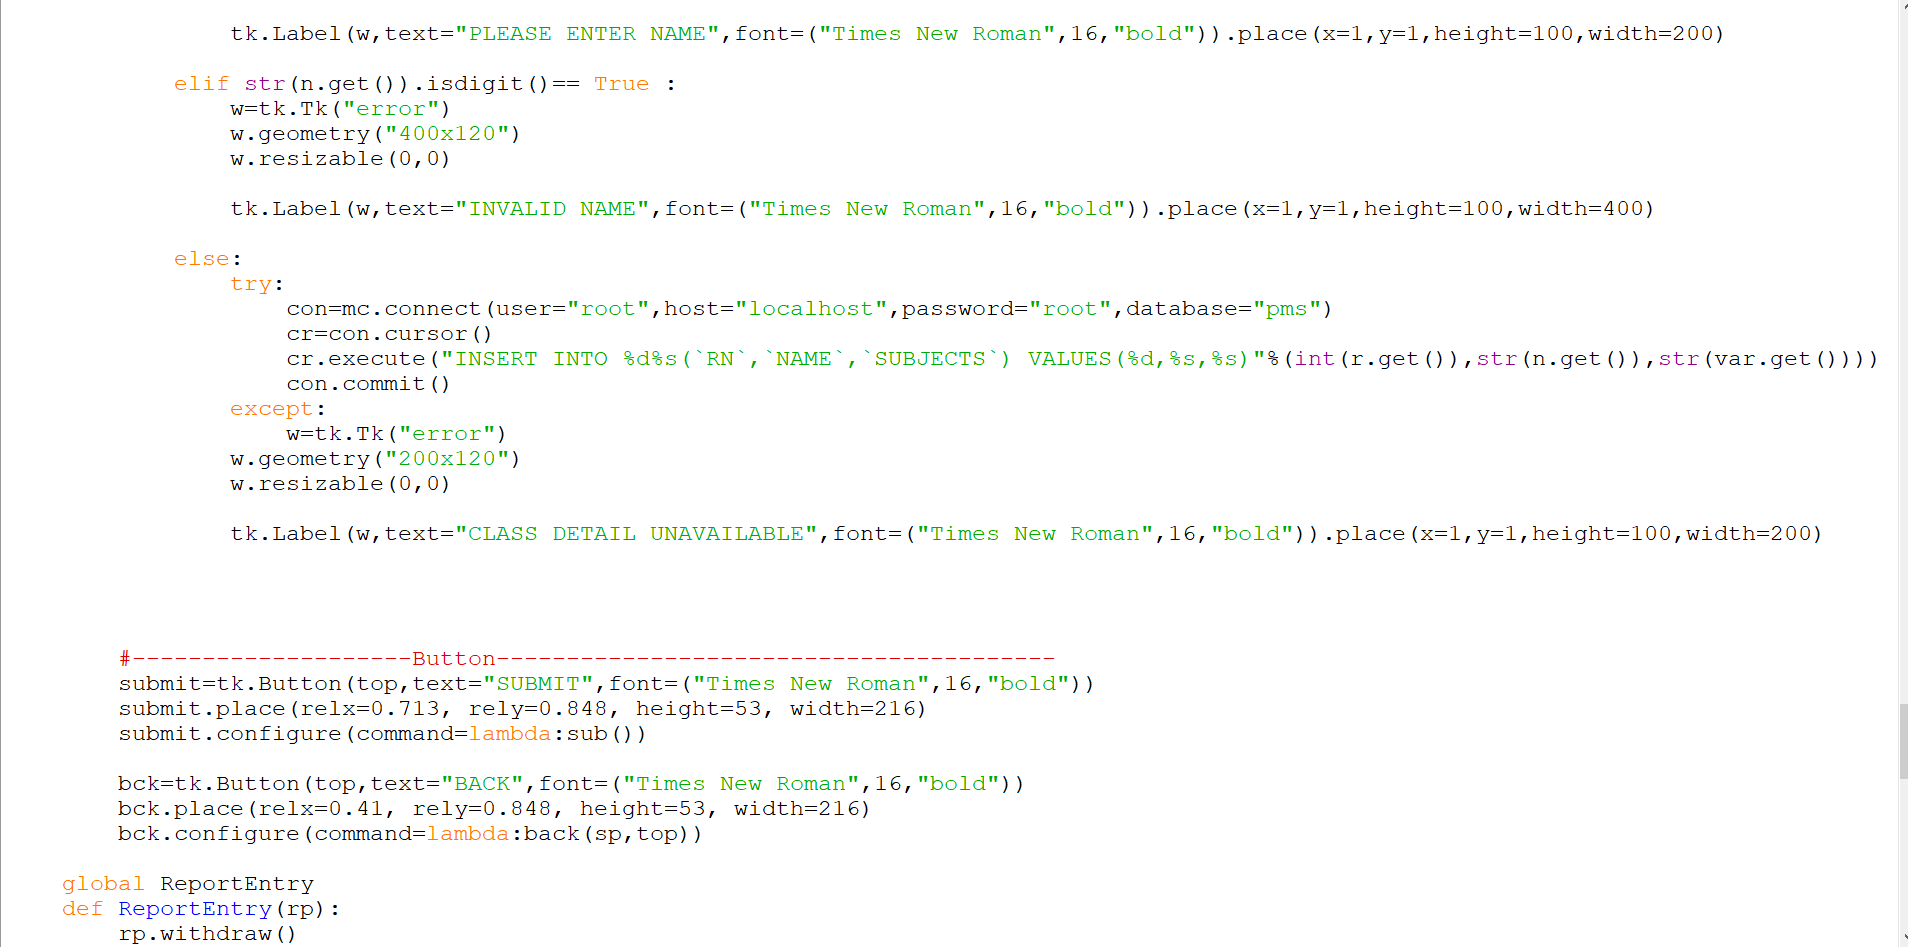 tk.Label(w,text="PLEASE ENTER NAME",font=("Times New Roman",16,"bold")).place(x=1,y=1,height=100,width=200)
elif str(n.get()).isdigit()== True :
w=tk.Tk("error")
w.geometry("400x120")
w.resizable(0,0)
tk.Label(w,text="INVALID NAME",font=("Times New Roman",16,"bold")).place(x=1,y=1,height=100,width=400)
else:
try:
con=mc.connect(user="root",host="localhost",password="root",database="pms")
cr=con.cursor()
cr.execute("INSERT INTO %d%s(`RN`,`NAME`,`SUBJECTS`) VALUES(%d,%s,%s)"%(int(r.get()),str(n.get()),str(var.get())))
con.commit()
except:
w=tk.Tk("error")
w.geometry("200x120")
w.resizable(0,0)
tk.Label(w,text="CLASS DETAIL UNAVAILABLE",font=("Times New Roman",16,"bold")).place(x=1,y=1,height=100,width=200)
#--------------------Button----------------------------------------
submit=tk.Button(top,text="SUBMIT",font=("Times New Roman",16,"bold"))
submit.place(relx=0.713, rely=0.848, height=53, width=216)
submit.configure(command=lambda:sub())
bck=tk.Button(top,text="BACK",font=("Times New Roman",16,"bold"))
bck.place(relx=0.41, rely=0.848, height=53, width=216)
bck.configure(command=lambda:back(sp,top))
global ReportEntry
def ReportEntry(rp):
rp.withdraw()